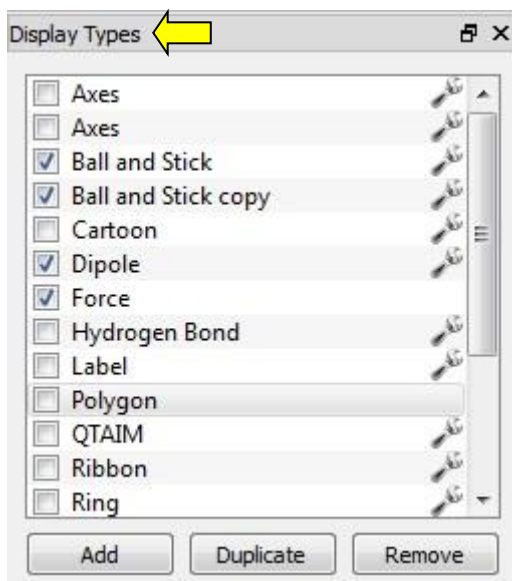 Display Types
Axes
Axes
Ball and Stick
Ball and Stick copy
Cartoon
Dipole
Force
Hydrogen Bond
Label
Polygon
QTAIM
Ribbon
Ring
Add Duplicate Remove